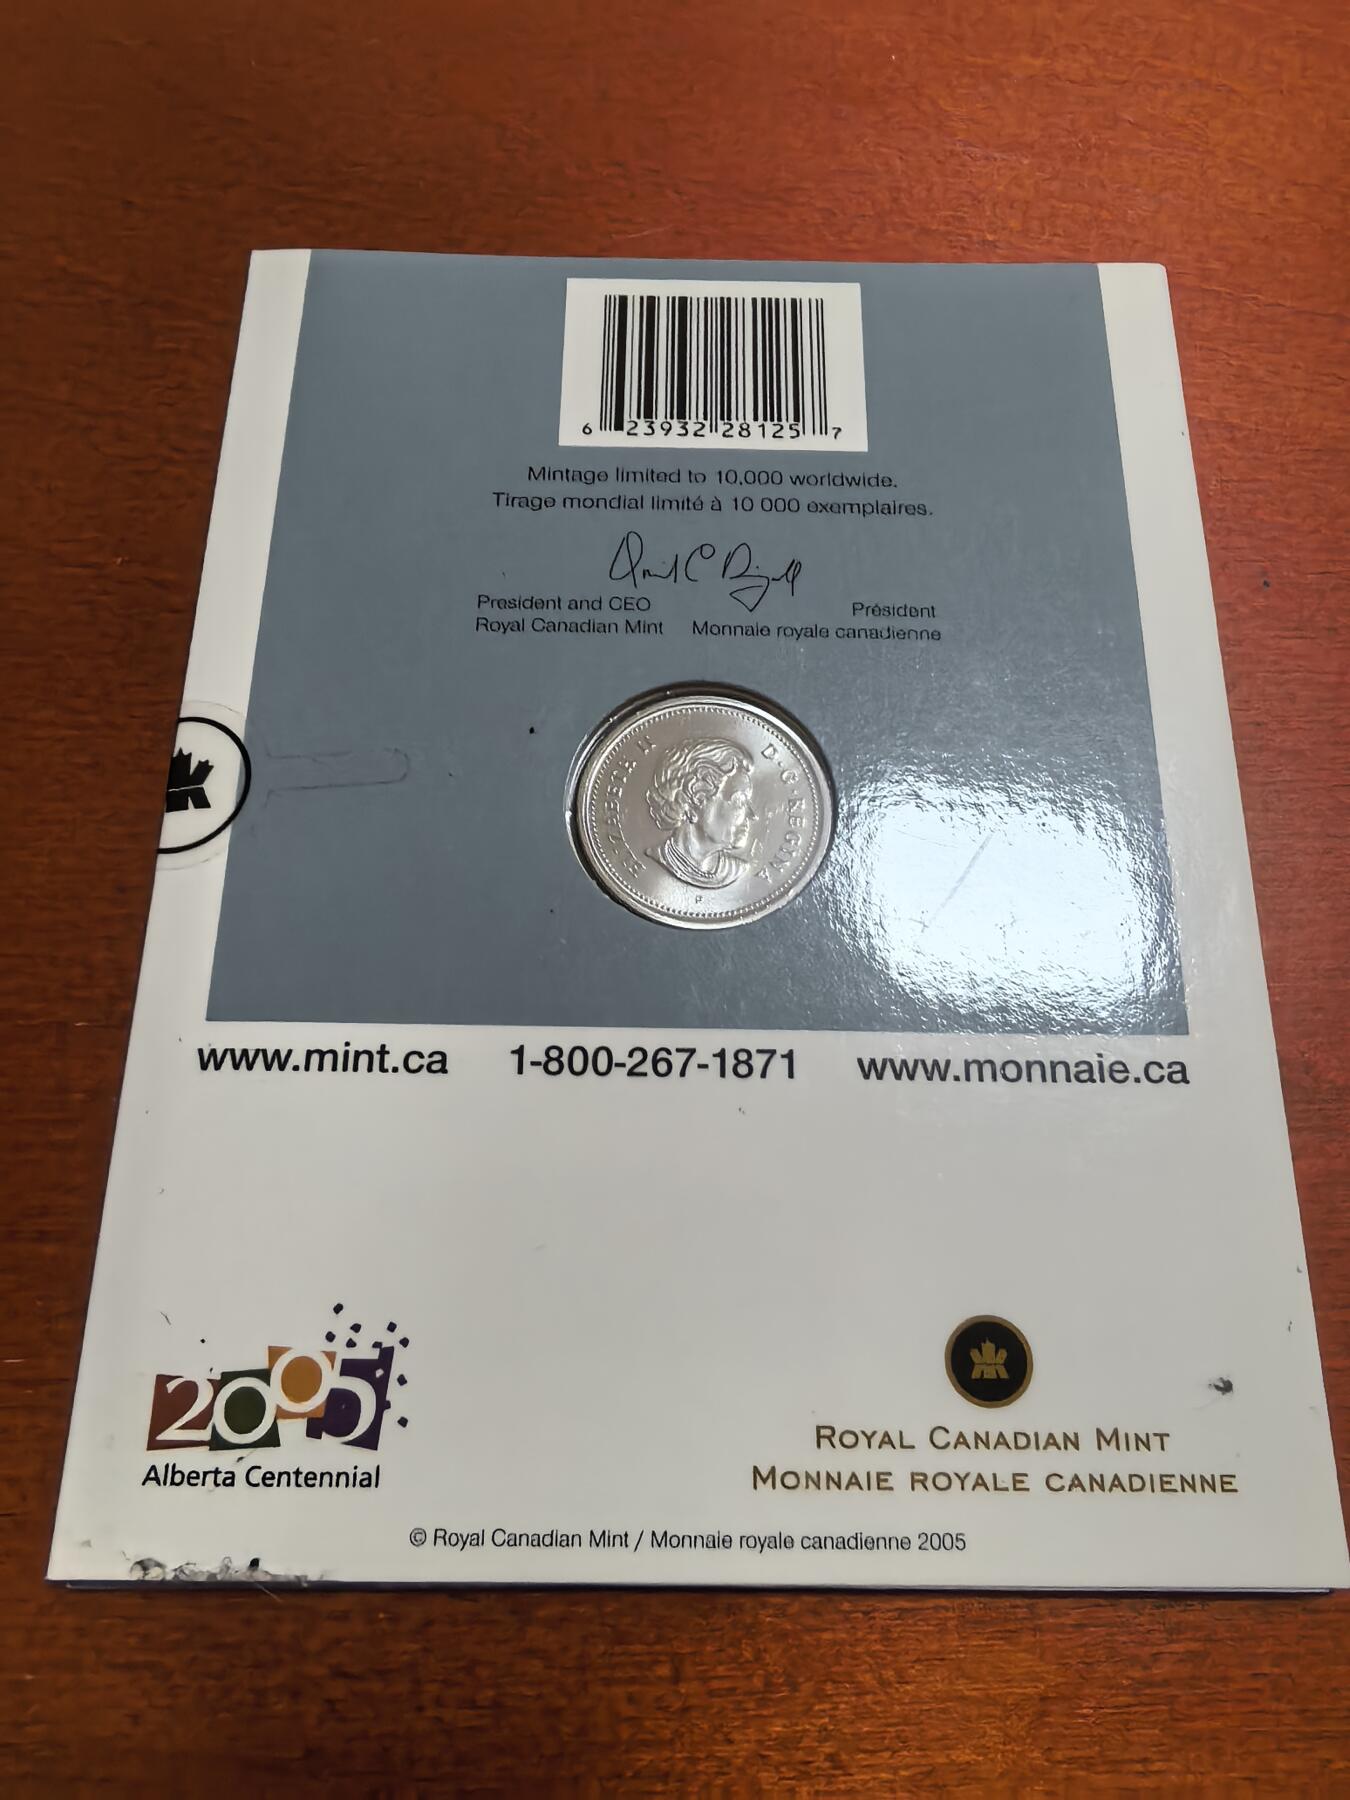 6 23932 28125 7
Mintage limited to 10,000 worldwide.
Tirage mondial limité à 10 000 exemplaires.
President and CEO
Royal Canadian Mint
Président
Monnaie royale canadienne
ELIZABETH II D·G·REGINA
P
www.mint.ca 1-800-267-1871 www.monnaie.ca
2005
Alberta Centennial
ROYAL CANADIAN MINT
MONNAIE ROYALE CANADIENNE
© Royal Canadian Mint / Monnaie royale canadienne 2005